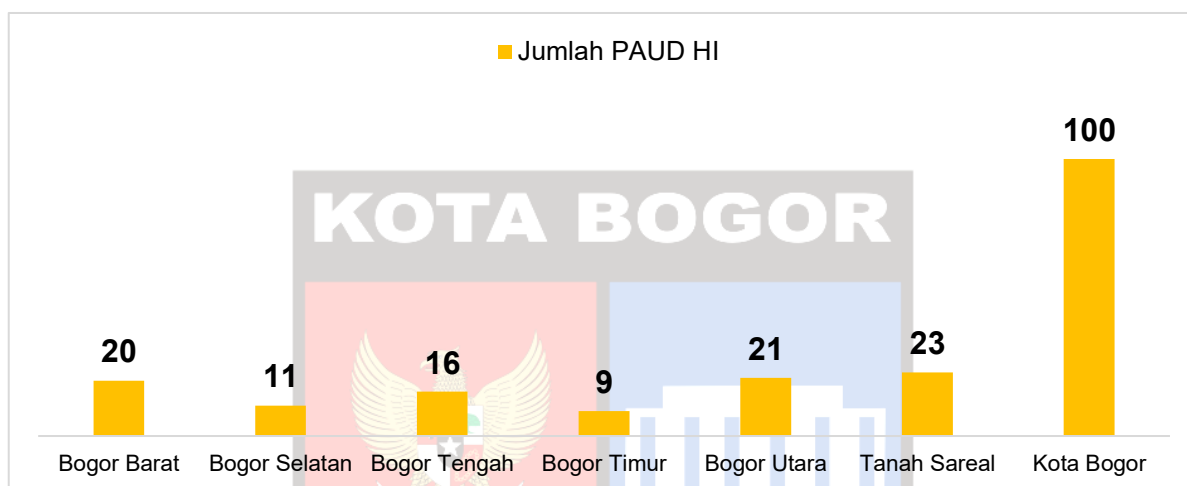 Jumlah PAUD HI
100
KOTA BOGOR
20
11
16
9
21
23
Bogor Barat
Bogor Selatan
Bogor Tengah
Bogor Timur
Bogor Utara
Tanah Sareal
Kota Bogor